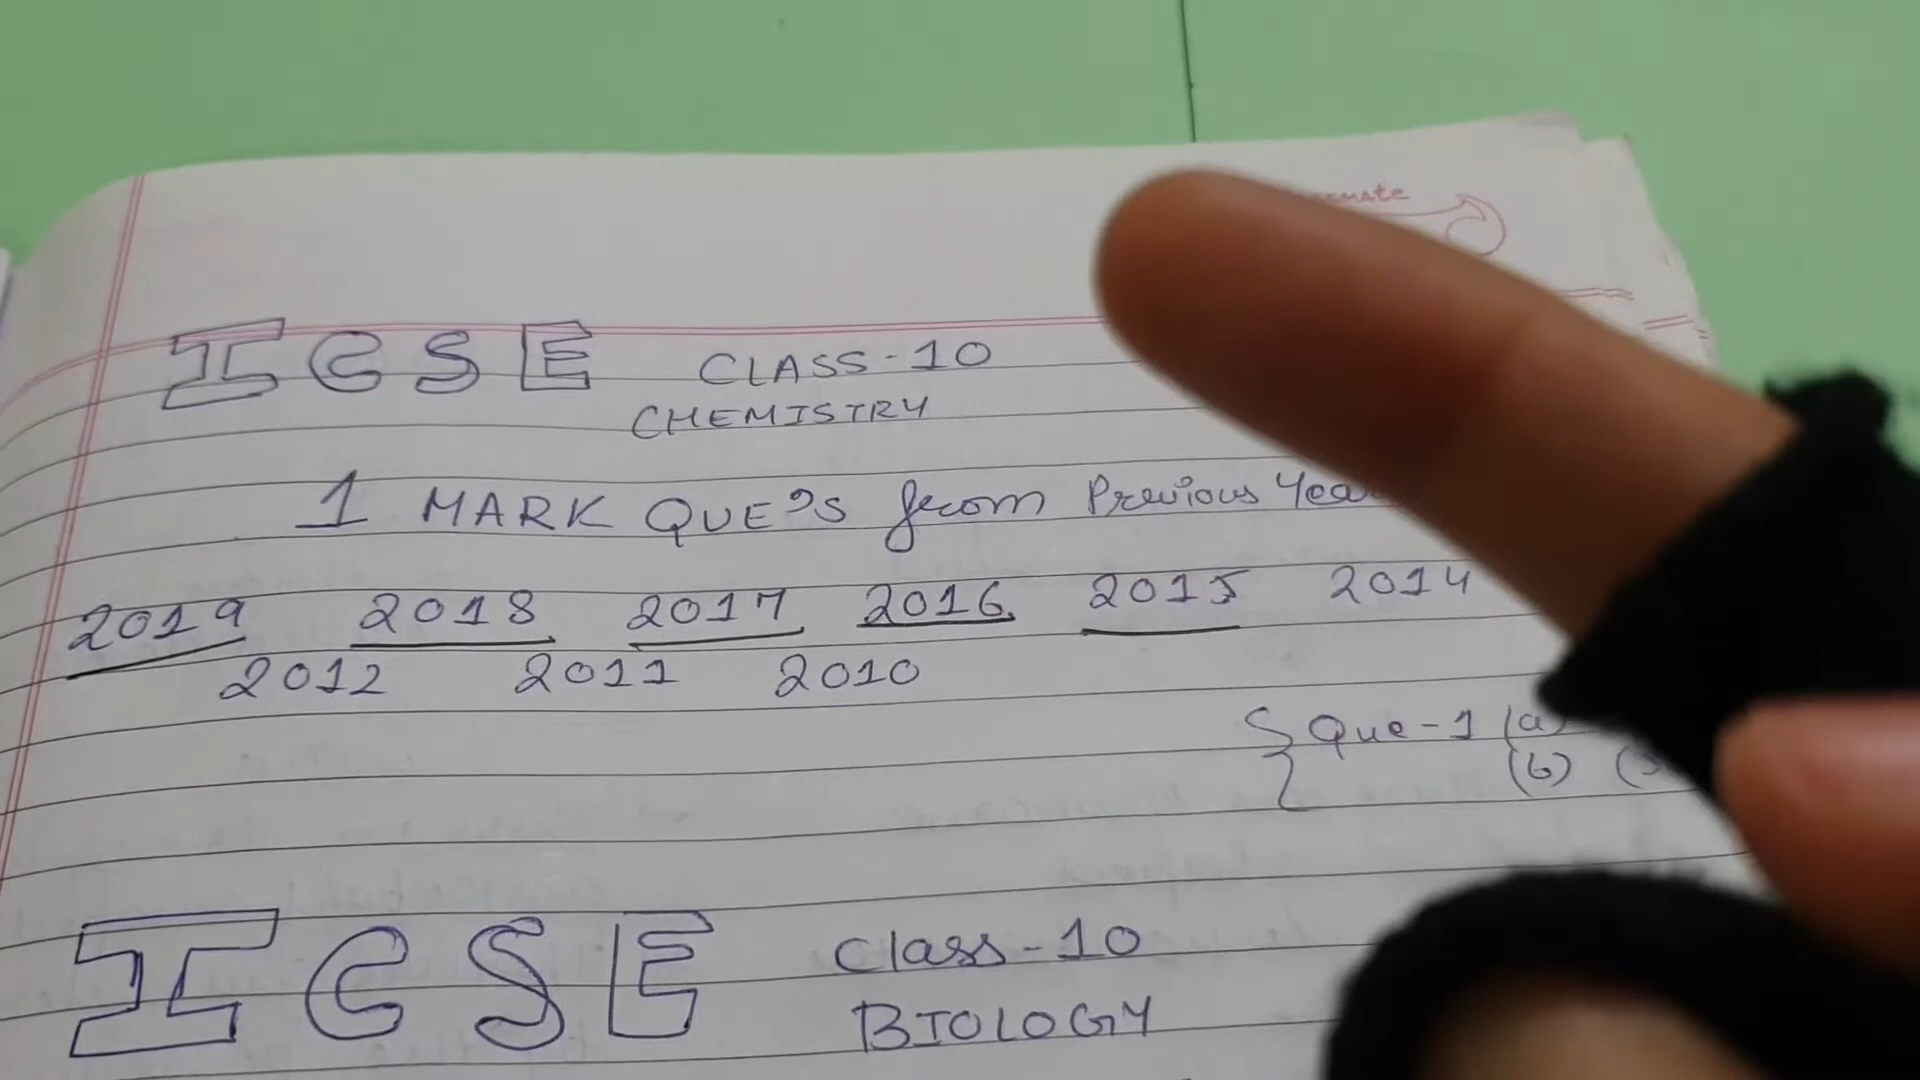 ICSE CLASS-10
CHEMISTRY
1 MARK QUE'S from Previous
2019 2018 2017 2016 2015 2014
2012 2011 2010
Que-1 (a)
(b)
ICSE Class-10
BIOLOGY